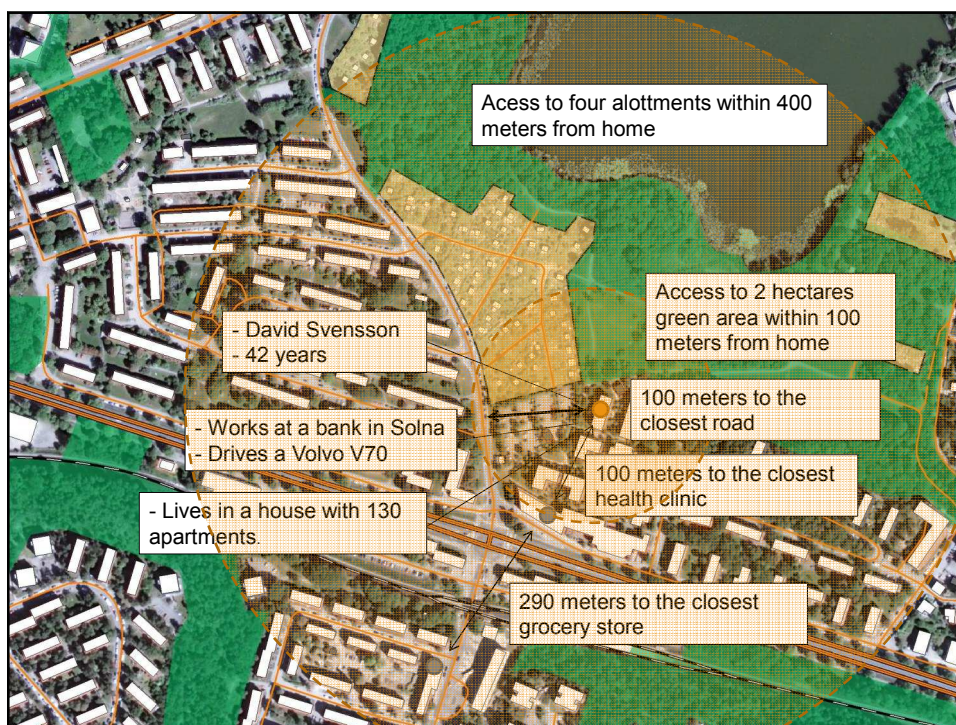 Acess to four alottments within 400
meters from home
Access to 2 hectares
green area within 100
meters from home
- David Svensson
- 42 years
100 meters to the
closest road
- Works at a bank in Solna
- Drives a Volvo V70
100 meters to the closest
health clinic
- Lives in a house with 130
apartments.
290 meters to the closest
grocery store